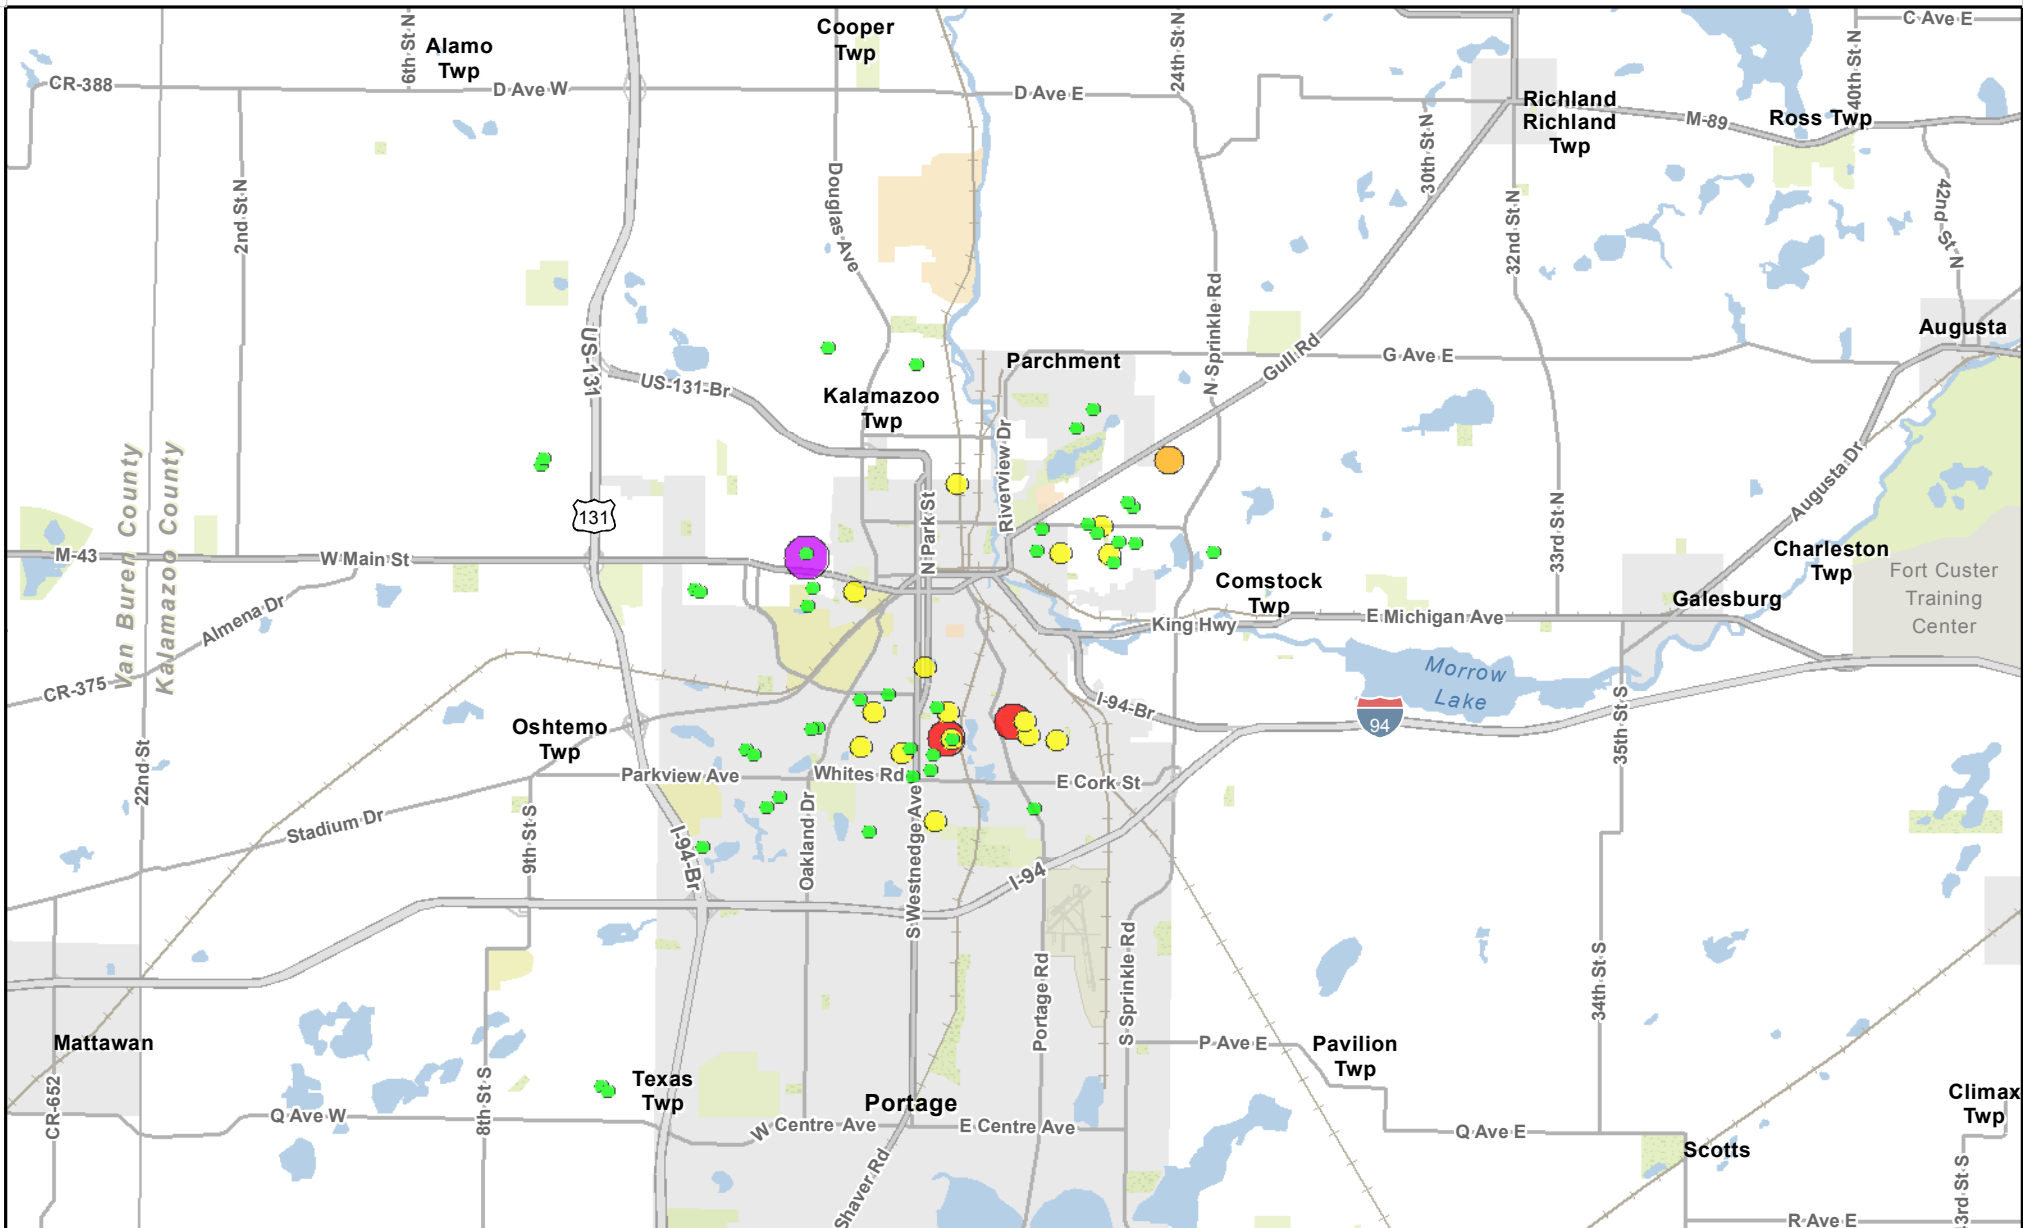 C Ave E
6th St N
Alamo
Twp
Cooper
Twp
24th St N
40th St N
CR-388
D Ave W
D Ave E
Richland
Richland
Twp
M-89
Ross Twp
30th St N
2nd St N
Douglas Ave
32nd St N
42nd St N
N Sprinkle Rd
Augusta
US-131
Parchment
Gull Rd
G Ave E
US-131-Br
Kalamazoo
Twp
Riverview Dr
Van Buren County
Kalamazoo County
Augusta Dr
131
N Park St
33rd St N
M-43
W Main St
Charleston
Twp
Fort Custer
Training
Center
Comstock
Twp
Galesburg
Almena Dr
King Hwy
E Michigan Ave
CR-375
Morrow
Lake
I-94-Br
94
35th St S
Oshtemo
Twp
22nd St
Parkview Ave
Whites Rd
E Cork St
Stadium Dr
9th St S
Oakland Dr
S Westnedge Ave
I-94-Br
I-94
S Sprinkle Rd
Portage Rd
34th St S
Mattawan
P Ave E
Pavilion
Twp
Texas
Twp
CR-652
Q Ave W
8th St S
Portage
W Centre Ave
E Centre Ave
Q Ave E
Climax
Twp
Scotts
Shaver Rd
3rd St S
R Ave E